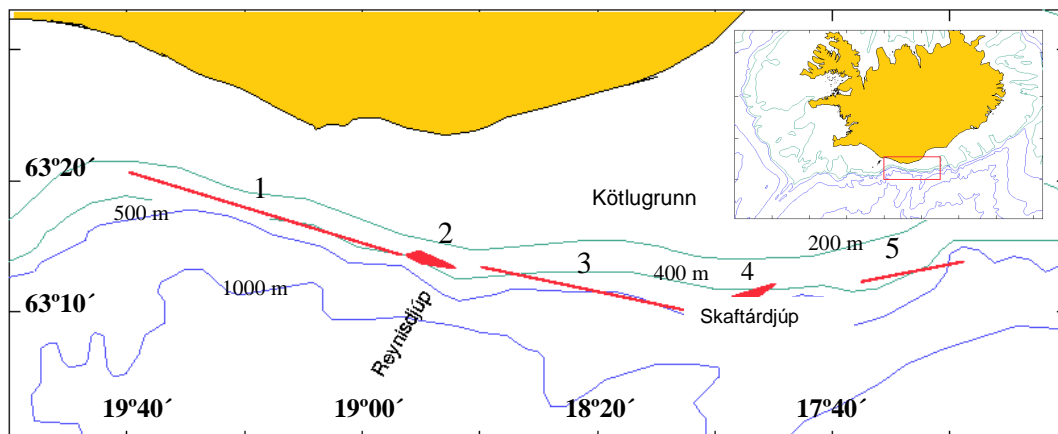 63º20´
63º10´
1
2
3
4
5
Kötlugrunn
200 m
400 m
500 m
1000 m
Reynisdjúp
Skaftárdjúp
19º40´
19º00´
18º20´
17º40´